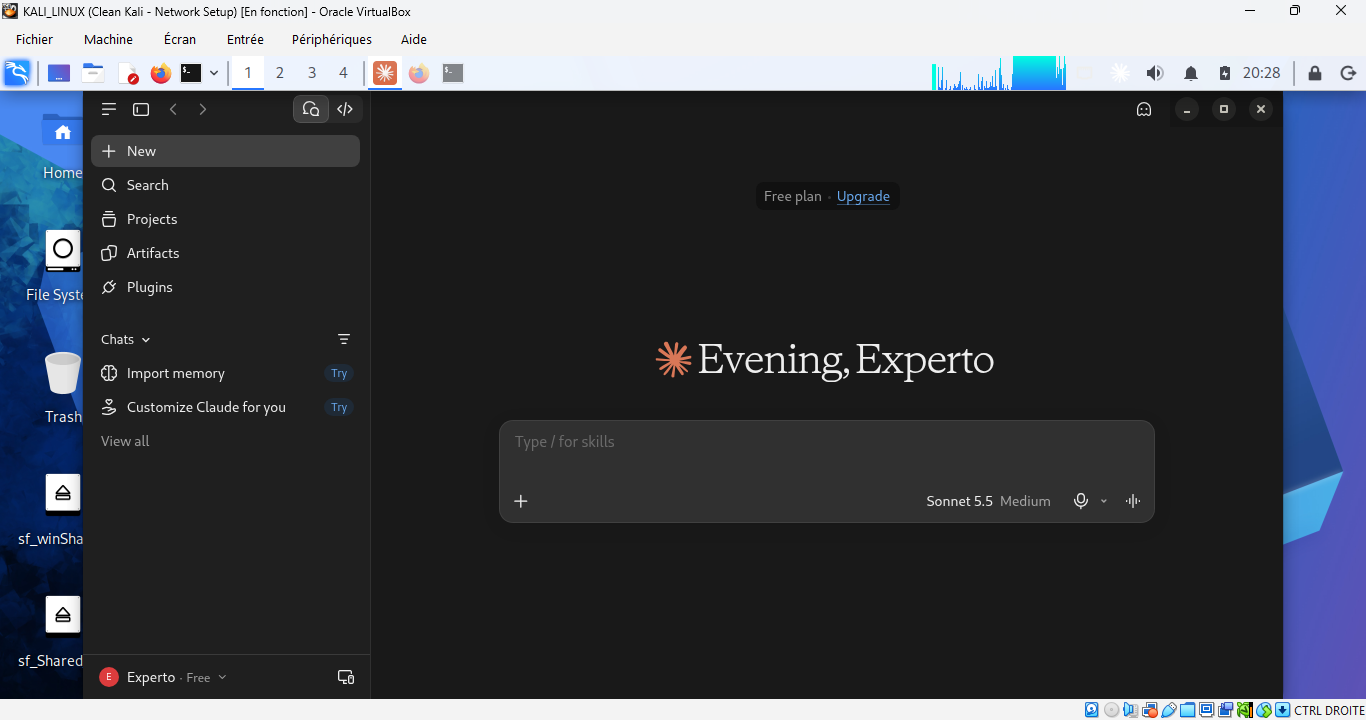 KALI_LINUX (Clean Kali - Network Setup) [En fonction] - Oracle VirtualBox
Fichier Machine Écran Entrée Périphériques Aide
1 2 3 4 20:28
Home
New
Search
Projects
Artifacts
Plugins
Free plan · Upgrade
File Syste
Chats
Import memory Try
Customize Claude for you Try
View all
Trash
Evening, Experto
Type / for skills
Sonnet 5.5 Medium
sf_winSha
sf_Shared
E Experto · Free
CTRL DROITE